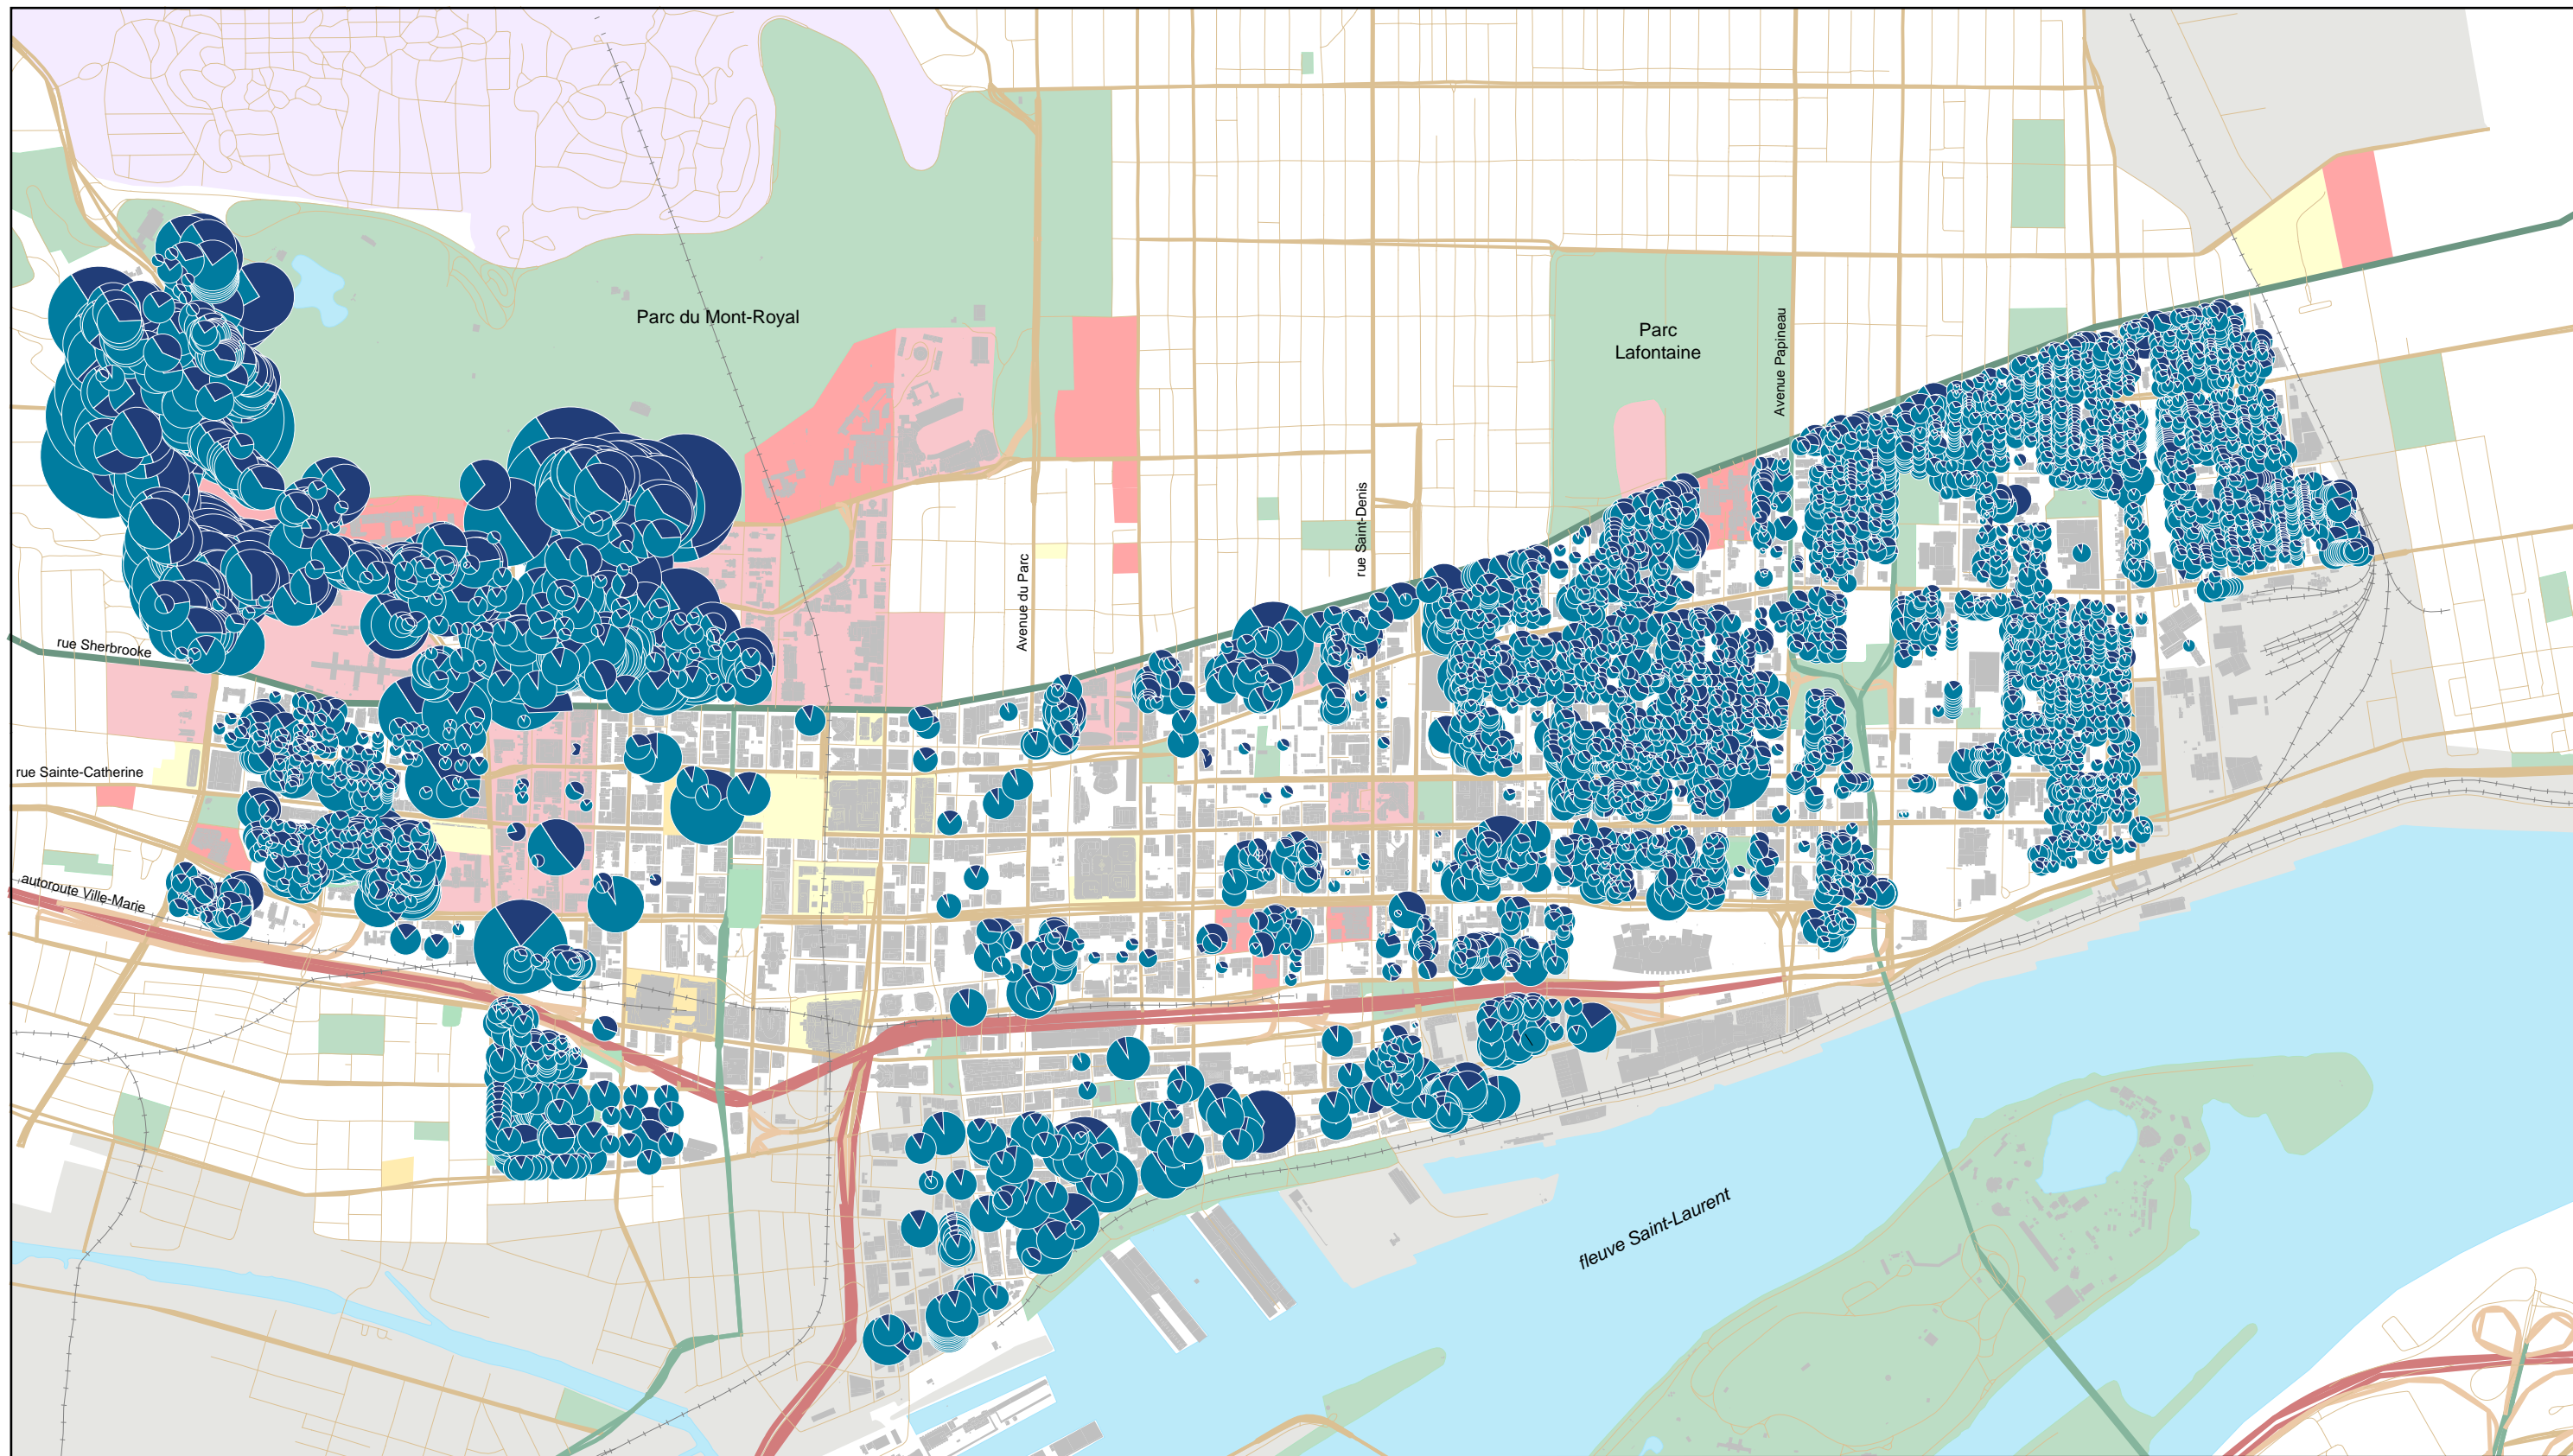 Parc du Mont-Royal
Parc
Lafontaine
Avenue Papineau
rue Saint-Denis
Avenue du Parc
rue Sherbrooke
rue Sainte-Catherine
autoroute Ville-Marie
fleuve Saint-Laurent